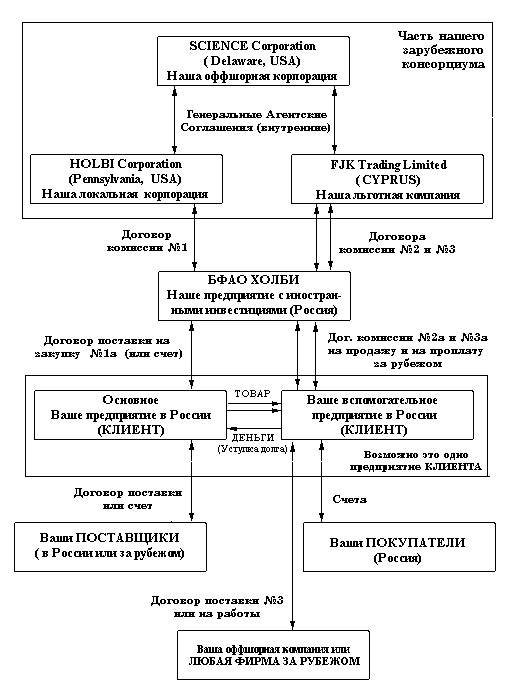 Часть нашего
зарубежного
консорциума
SCIENCE Corporation
( Delaware, USA)
Наша оффшорная корпорация
Генеральные Агентские
Соглашения (внутренние)
HOLBI Corporation
(Pennsylvania, USA)
Наша локальная корпорация
FJK Trading Limited
( CYPRUS)
Наша льготная компания
Договор
комиссии №1
Договора
комиссии №2 и №3
БФАО ХОЛБИ
Наше предприятие с иностран-
ными инвестициями (Россия)
Договор поставки на
закупку №1а (или счет)
Дог. комиссии №2а и №3а
на продажу и на проплату
за рубежом
Основное
Ваше предприятие в России
(КЛИЕНТ)
ТОВАР
ДЕНЬГИ
(Уступка долга)
Ваше вспомогательное
предприятие в России
(КЛИЕНТ)
Возможно это одно
предприятие КЛИЕНТА
Договор поставки
или счет
Счета
Ваши ПОСТАВЩИКИ
( в России или за рубежом)
Ваши ПОКУПАТЕЛИ
(Россия)
Договор поставки №3
или на работы
Ваша оффшорная компания или
ЛЮБАЯ ФИРМА ЗА РУБЕЖОМ